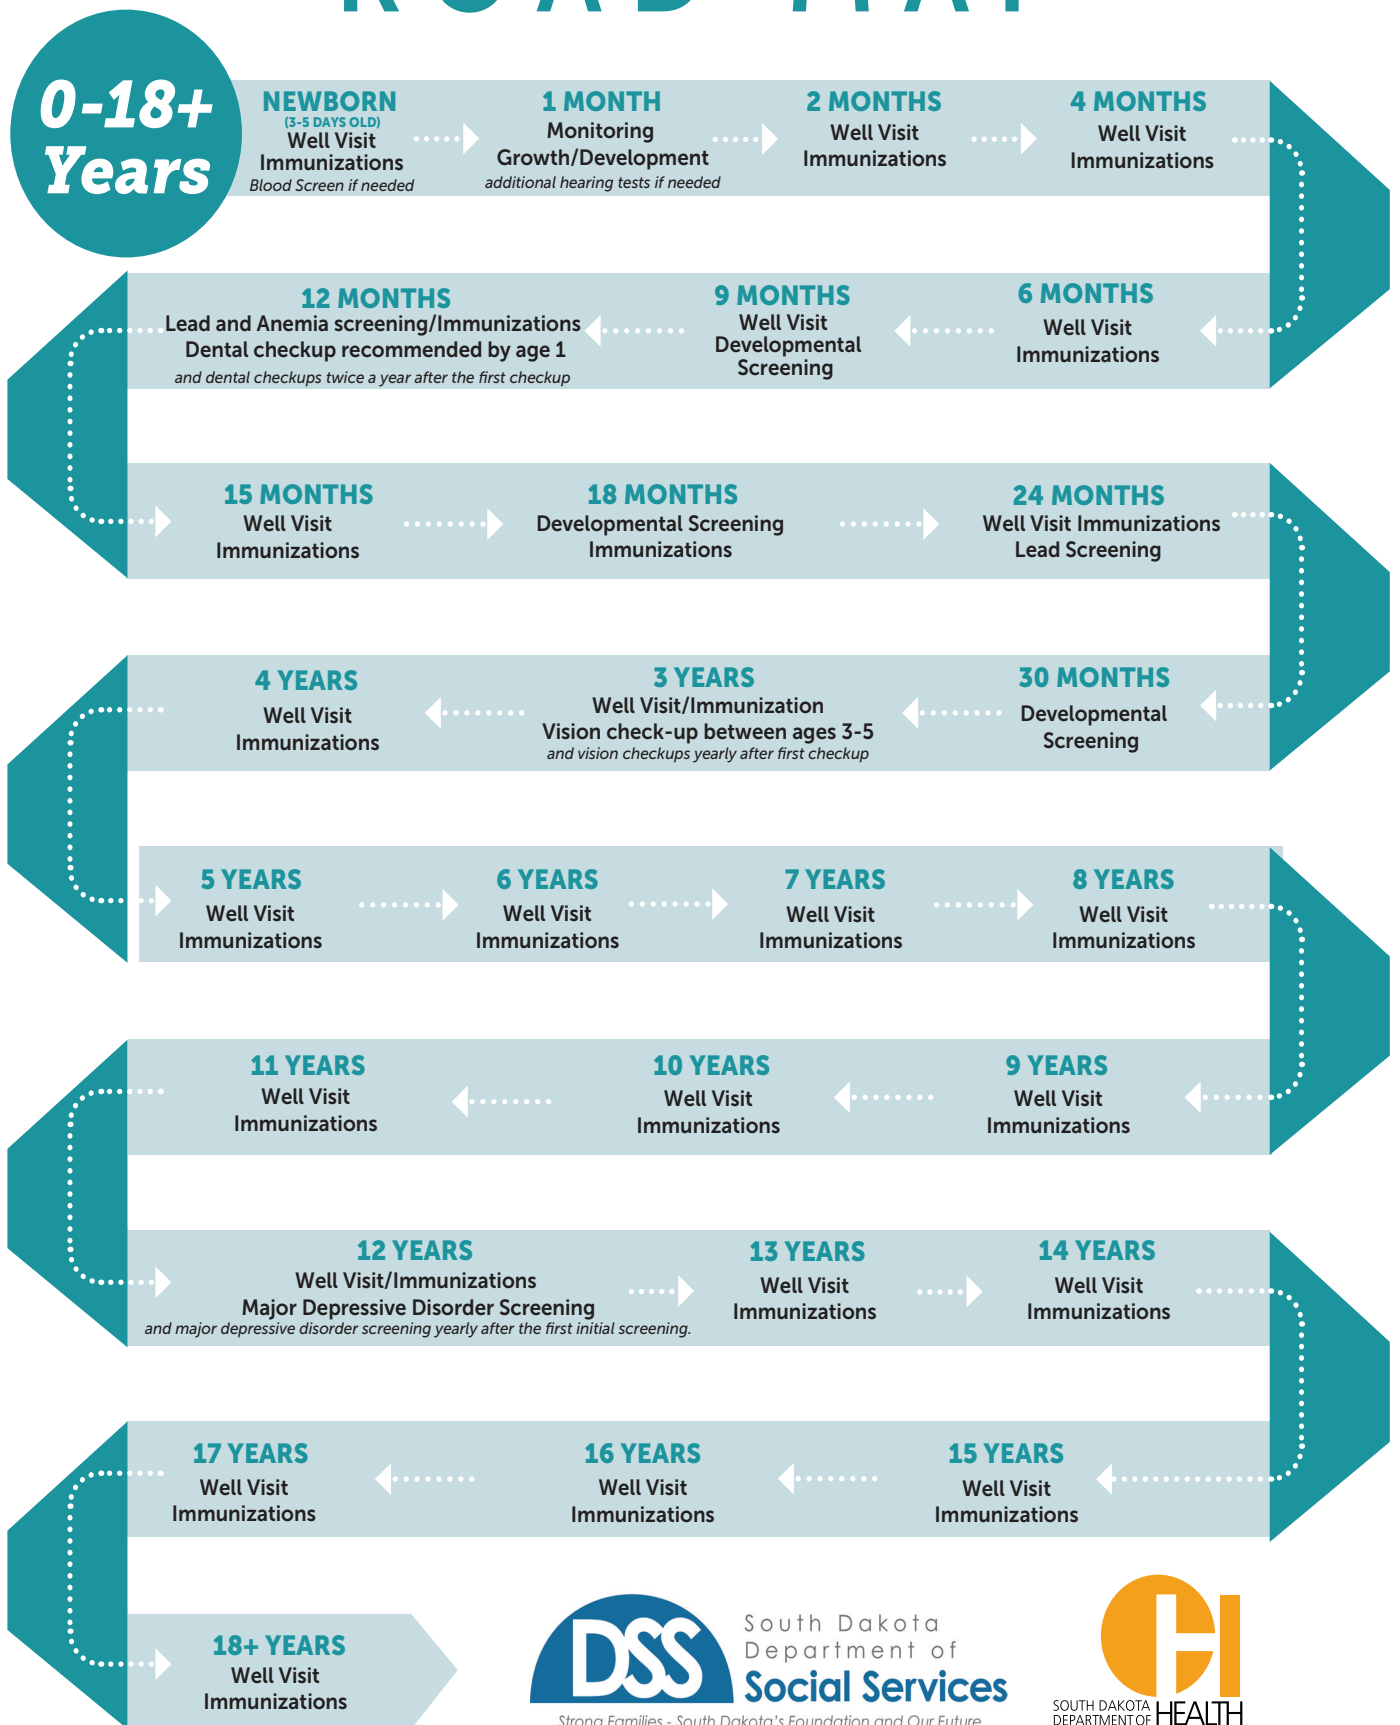 ROAD MAP
0-18+
Years
NEWBORN
(3-5 DAYS OLD)
Well Visit
Immunizations
Blood Screen if needed
1 MONTH
Monitoring
Growth/Development
additional hearing tests if needed
2 MONTHS
Well Visit
Immunizations
4 MONTHS
Well Visit
Immunizations
6 MONTHS
Well Visit
Immunizations
9 MONTHS
Well Visit
Developmental
Screening
12 MONTHS
Lead and Anemia screening/Immunizations
Dental checkup recommended by age 1
and dental checkups twice a year after the first checkup
15 MONTHS
Well Visit
Immunizations
18 MONTHS
Developmental Screening
Immunizations
24 MONTHS
Well Visit Immunizations
Lead Screening
30 MONTHS
Developmental
Screening
3 YEARS
Well Visit/Immunization
Vision check-up between ages 3-5
and vision checkups yearly after first checkup
4 YEARS
Well Visit
Immunizations
5 YEARS
Well Visit
Immunizations
6 YEARS
Well Visit
Immunizations
7 YEARS
Well Visit
Immunizations
8 YEARS
Well Visit
Immunizations
9 YEARS
Well Visit
Immunizations
10 YEARS
Well Visit
Immunizations
11 YEARS
Well Visit
Immunizations
12 YEARS
Well Visit/Immunizations
Major Depressive Disorder Screening
and major depressive disorder screening yearly after the first initial screening.
13 YEARS
Well Visit
Immunizations
14 YEARS
Well Visit
Immunizations
15 YEARS
Well Visit
Immunizations
16 YEARS
Well Visit
Immunizations
17 YEARS
Well Visit
Immunizations
18+ YEARS
Well Visit
Immunizations
DSS
South Dakota
Department of
Social Services
Strong Families - South Dakota's Foundation and Our Future
SOUTH DAKOTA
DEPARTMENT OF HEALTH